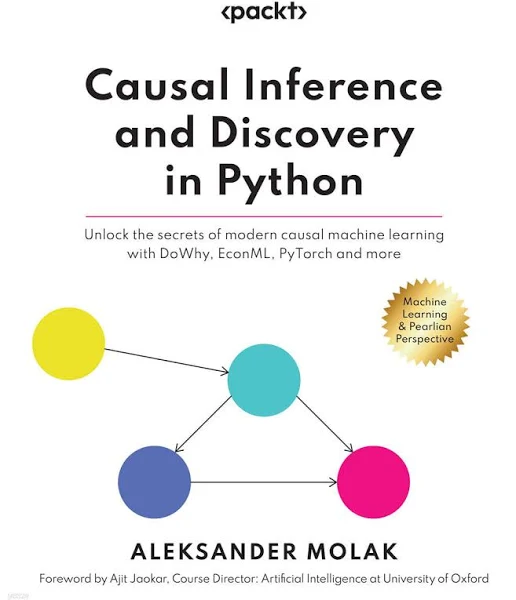 <packt>
Causal Inference
and Discovery
in Python
Unlock the secrets of modern causal machine learning
with DoWhy, EconML, PyTorch and more
Machine
Learning
& Pearlian
Perspective
ALEKSANDER MOLAK
Foreword by Ajit Jaokar, Course Director: Artificial Intelligence at University of Oxford